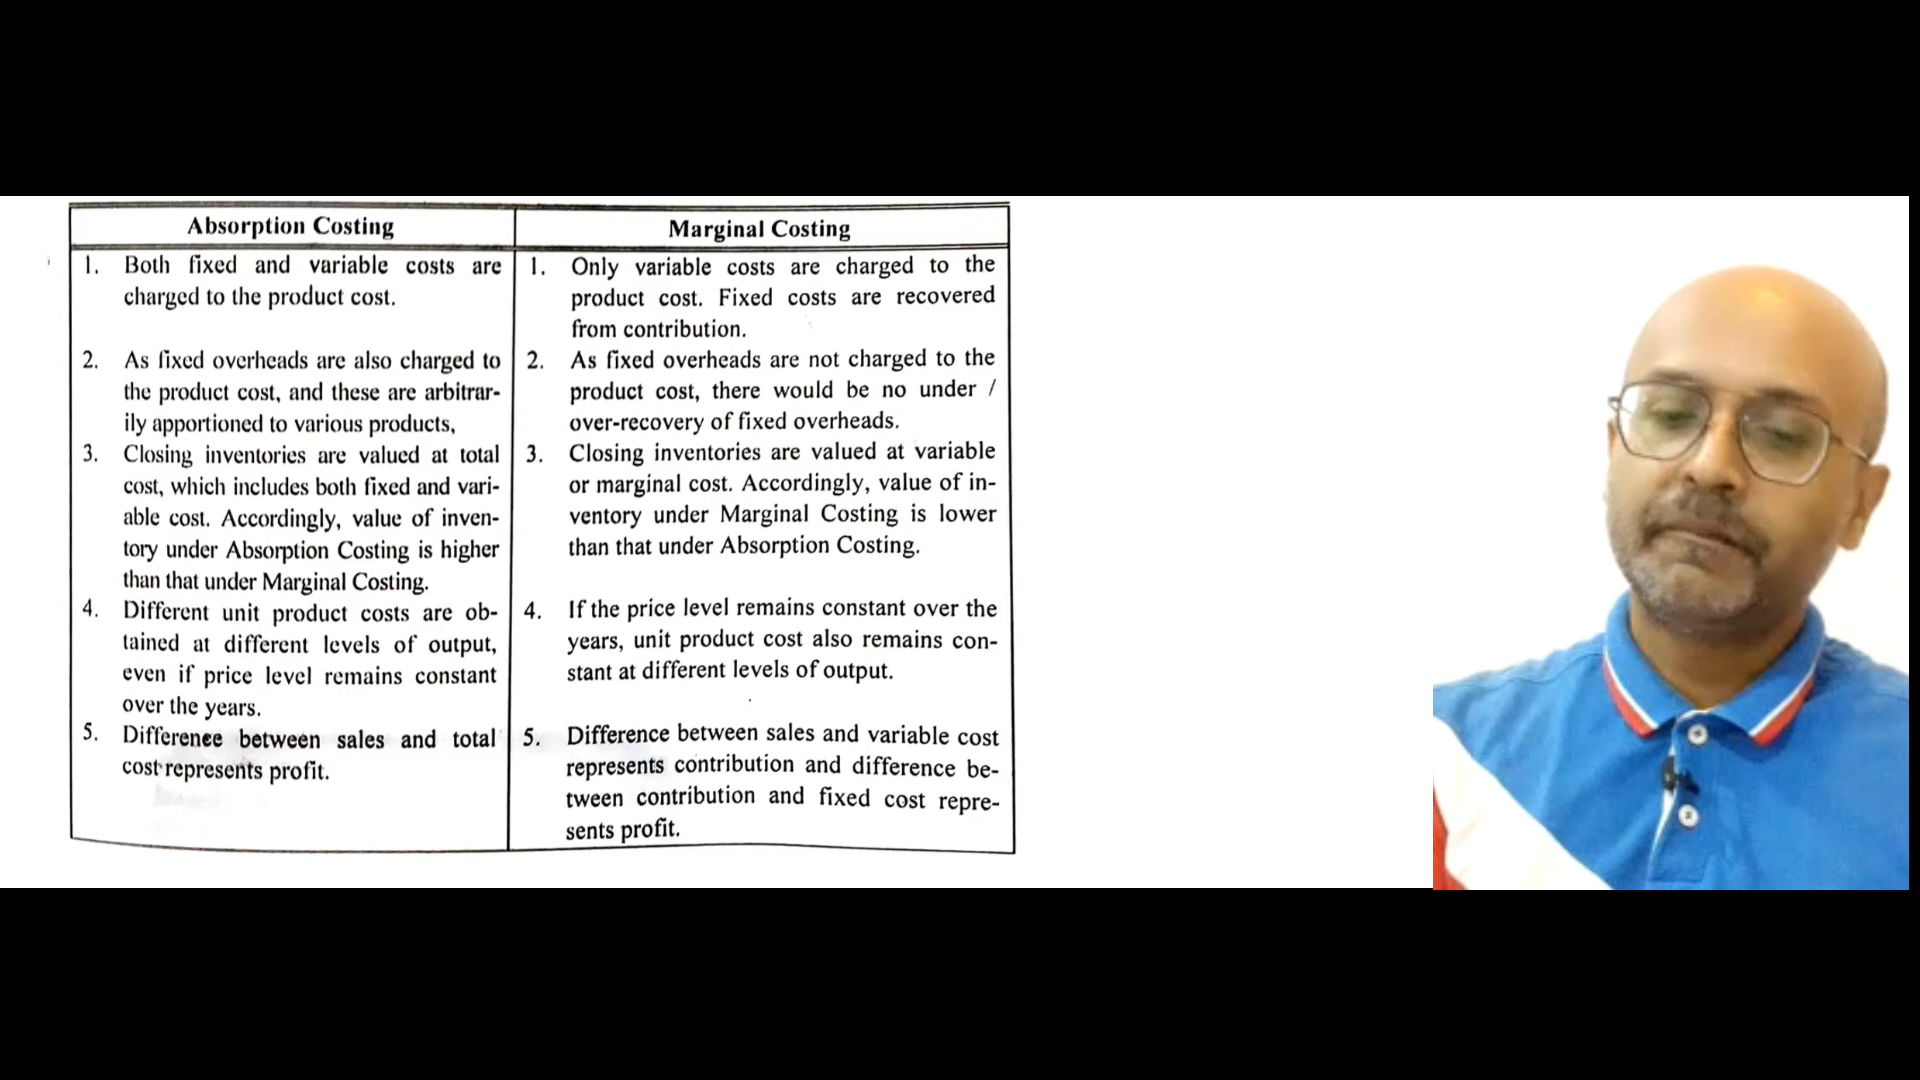 Absorption Costing
Marginal Costing
1. Both fixed and variable costs are
charged to the product cost.
2. As fixed overheads are also charged to
the product cost, and these are arbitrar-
ily apportioned to various products,
3. Closing inventories are valued at total
cost, which includes both fixed and vari-
able cost. Accordingly, value of inven-
tory under Absorption Costing is higher
than that under Marginal Costing.
4. Different unit product costs are ob-
tained at different levels of output,
even if price level remains constant
over the years.
5. Difference between sales and total
cost represents profit.
1. Only variable costs are charged to the
product cost. Fixed costs are recovered
from contribution.
2. As fixed overheads are not charged to the
product cost, there would be no under /
over-recovery of fixed overheads.
3. Closing inventories are valued at variable
or marginal cost. Accordingly, value of in-
ventory under Marginal Costing is lower
than that under Absorption Costing.
4. If the price level remains constant over the
years, unit product cost also remains con-
stant at different levels of output.
5. Difference between sales and variable cost
represents contribution and difference be-
tween contribution and fixed cost repre-
sents profit.